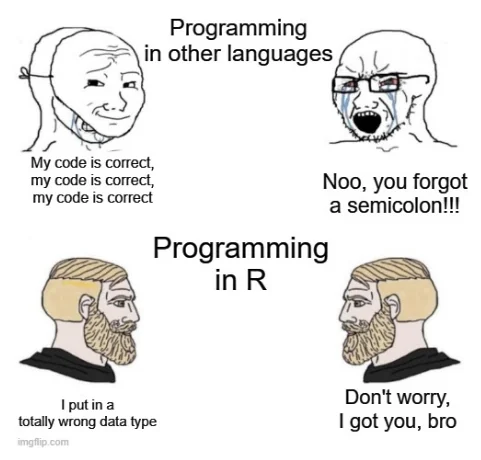 Programming
in other languages
My code is correct,
my code is correct,
my code is correct
Noo, you forgot
a semicolon!!!
Programming
in R
I put in a
totally wrong data type
Don't worry,
I got you, bro
imgflip.com